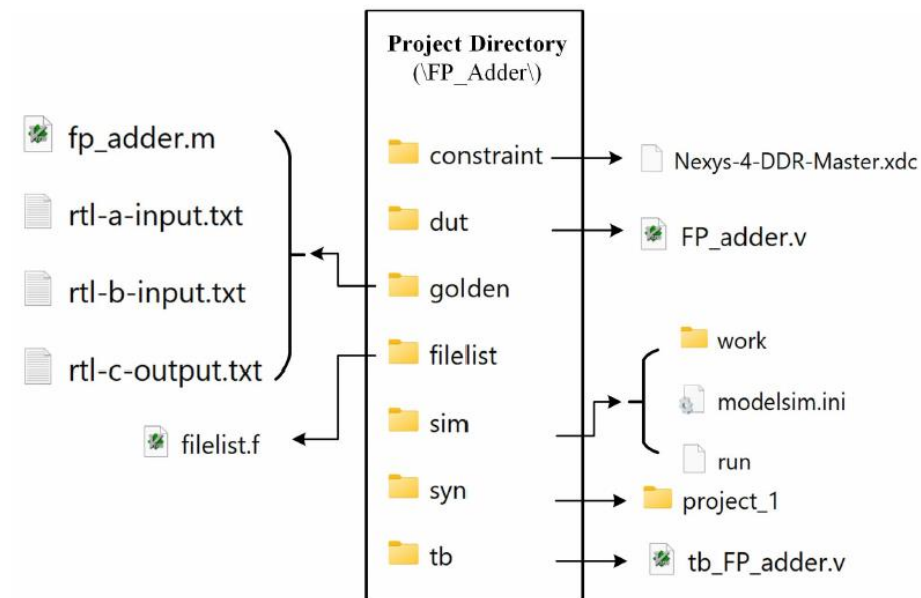 Project Directory
(\FP_Adder\)
fp_adder.m
rtl-a-input.txt
rtl-b-input.txt
rtl-c-output.txt
filelist.f
constraint
dut
golden
filelist
sim
syn
tb
Nexys-4-DDR-Master.xdc
FP_adder.v
work
modelsim.ini
run
project_1
tb_FP_adder.v